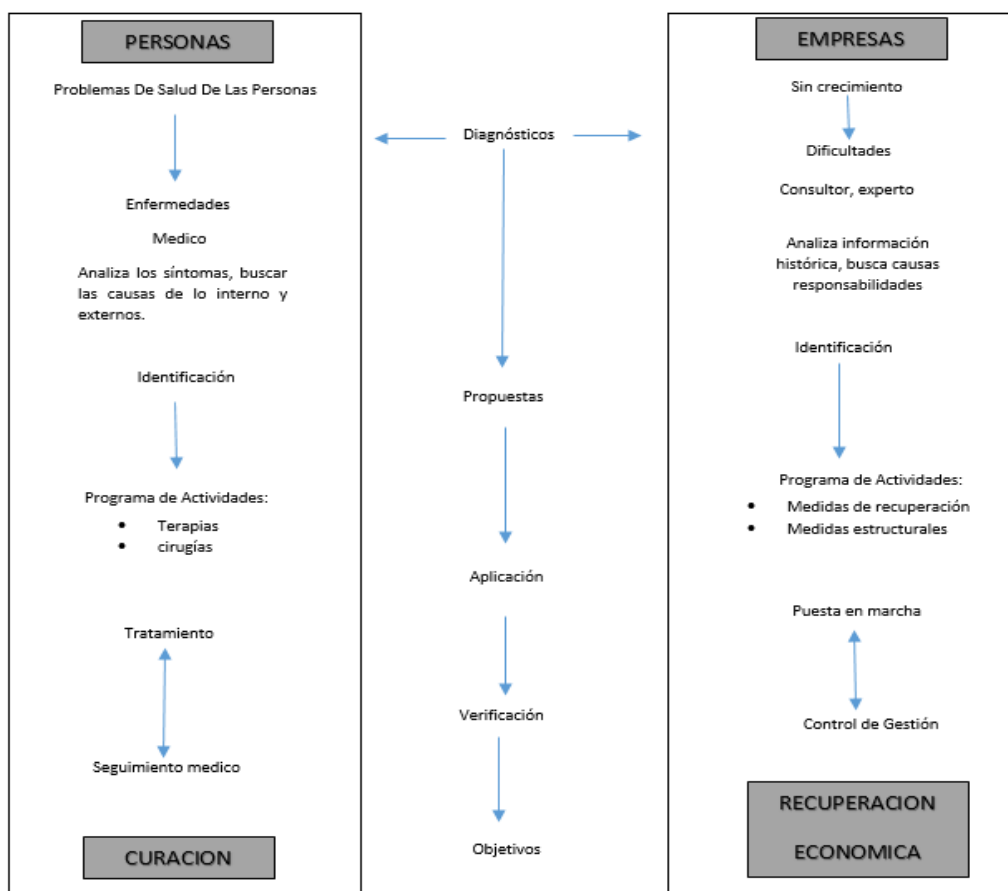 PERSONAS
Problemas De Salud De Las Personas
Enfermedades
Medico
Analiza los síntomas, buscar
las causas de lo interno y
externos.
Identificación
Programa de Actividades:
• Terapias
• cirugías
Tratamiento
Seguimiento medico
CURACION
Diagnósticos
Propuestas
Aplicación
Verificación
Objetivos
EMPRESAS
Sin crecimiento
Dificultades
Consultor, experto
Analiza información
histórica, busca causas
responsabilidades
Identificación
Programa de Actividades:
• Medidas de recuperación
• Medidas estructurales
Puesta en marcha
Control de Gestión
RECUPERACION
ECONOMICA